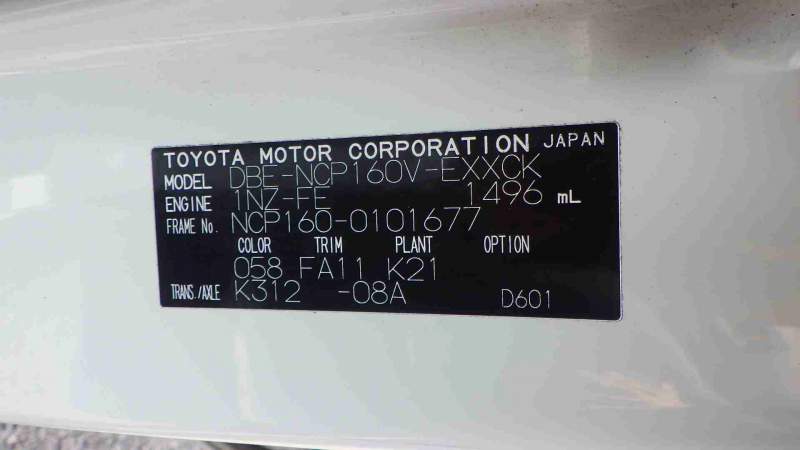 TOYOTA MOTOR CORPORATION JAPAN
MODEL DBE-NCP160V-EXXCK
ENGINE 1NZ-FE 1496 mL
FRAME No. NCP160-0101677
COLOR TRIM PLANT OPTION
058 FA11 K21
TRANS./AXLE K312 -08A D601